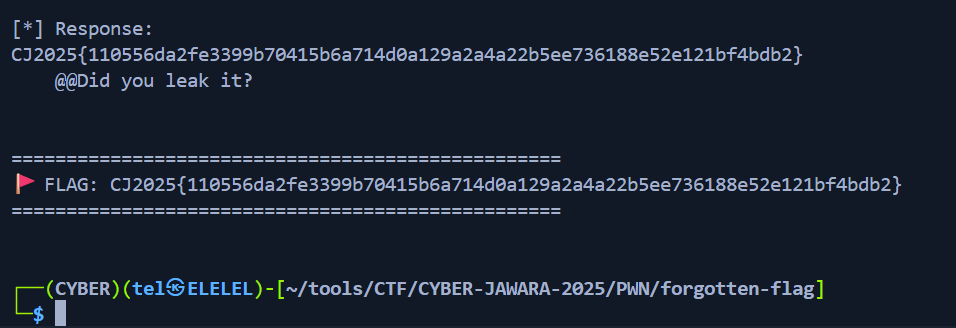 [*] Response:
CJ2025{110556da2fe3399b70415b6a714d0a129a2a4a22b5ee736188e52e121bf4bdb2}
    @@Did you leak it?
==================================================
🚩 FLAG: CJ2025{110556da2fe3399b70415b6a714d0a129a2a4a22b5ee736188e52e121bf4bdb2}
==================================================
┌──(CYBER)(tel㉿ELELEL)-[~/tools/CTF/CYBER-JAWARA-2025/PWN/forgotten-flag]
└─$